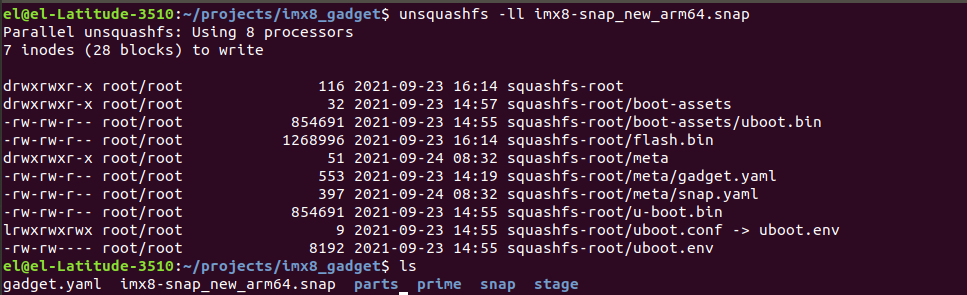 el@el-Latitude-3510:~/projects/imx8_gadget$ unsquashfs -ll imx8-snap_new_arm64.snap
Parallel unsquashfs: Using 8 processors
7 inodes (28 blocks) to write

drwxrwxr-x root/root               116 2021-09-23 16:14 squashfs-root
drwxrwxr-x root/root                32 2021-09-23 14:57 squashfs-root/boot-assets
-rw-rw-r-- root/root            854691 2021-09-23 14:55 squashfs-root/boot-assets/uboot.bin
-rw-rw-r-- root/root           1268996 2021-09-23 16:14 squashfs-root/flash.bin
drwxrwxr-x root/root                51 2021-09-24 08:32 squashfs-root/meta
-rw-rw-r-- root/root               553 2021-09-23 14:19 squashfs-root/meta/gadget.yaml
-rw-rw-r-- root/root               397 2021-09-24 08:32 squashfs-root/meta/snap.yaml
-rw-rw-r-- root/root            854691 2021-09-23 14:55 squashfs-root/u-boot.bin
lrwxrwxrwx root/root                 9 2021-09-23 14:55 squashfs-root/uboot.conf -> uboot.env
-rw-rw---- root/root              8192 2021-09-23 14:55 squashfs-root/uboot.env
el@el-Latitude-3510:~/projects/imx8_gadget$ ls
gadget.yaml  imx8-snap_new_arm64.snap  parts  prime  snap  stage